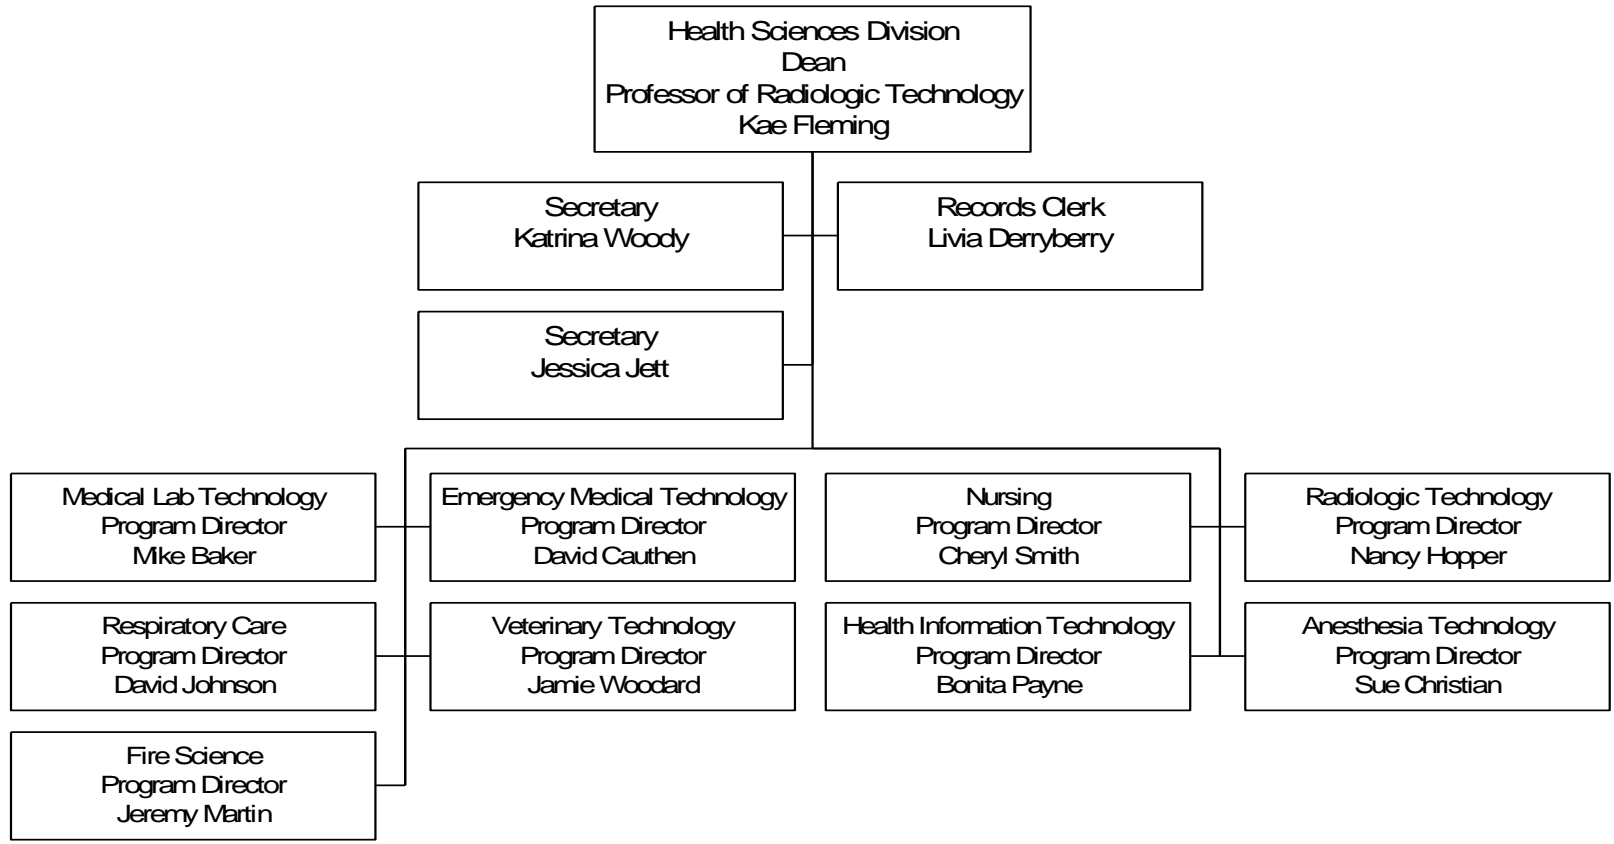 Health Sciences Division
Dean
Professor of Radiologic Technology
Kae Fleming
Secretary
Katrina Woody
Records Clerk
Livia Derryberry
Secretary
Jessica Jett
Medical Lab Technology
Program Director
Mike Baker
Emergency Medical Technology
Program Director
David Cauthen
Nursing
Program Director
Cheryl Smith
Radiologic Technology
Program Director
Nancy Hopper
Respiratory Care
Program Director
David Johnson
Veterinary Technology
Program Director
Jamie Woodard
Health Information Technology
Program Director
Bonita Payne
Anesthesia Technology
Program Director
Sue Christian
Fire Science
Program Director
Jeremy Martin